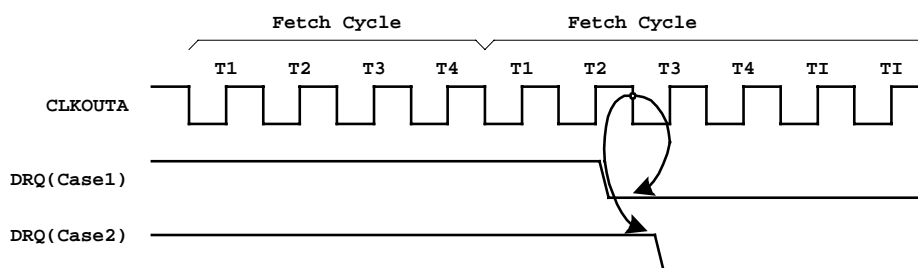 Fetch Cycle Fetch Cycle
T1 T2 T3 T4 T1 T2 T3 T4 TI TI
CLKOUTA
DRQ(Case1)
DRQ(Case2)